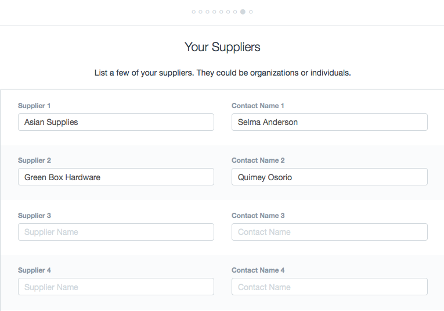 Your Suppliers
List a few of your suppliers. They could be organizations or individuals.
Supplier 1 Contact Name 1
Asian Supplies Selma Anderson
Supplier 2 Contact Name 2
Green Box Hardware Quimey Osorio
Supplier 3 Contact Name 3
Supplier Name Contact Name
Supplier 4 Contact Name 4
Supplier Name Contact Name